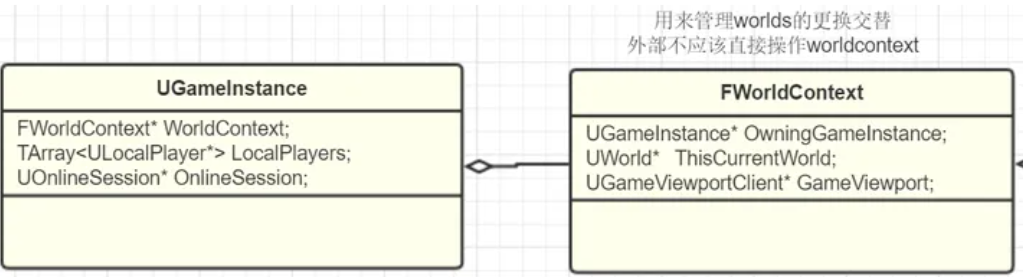 用来管理worlds的更换交替
外部不应该直接操作worldcontext
UGameInstance
FWorldContext* WorldContext;
TArray<ULocalPlayer*> LocalPlayers;
UOnlineSession* OnlineSession;
FWorldContext
UGameInstance* OwningGameInstance;
UWorld* ThisCurrentWorld;
UGameViewportClient* GameViewport;